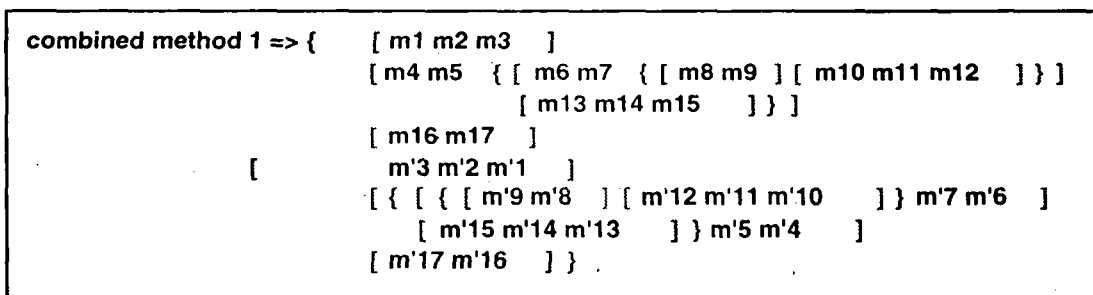 combined method 1 => { [ m1 m2 m3 ]
[ m4 m5 { [ m6 m7 { [ m8 m9 ] [ m10 m11 m12 ] } ]
[ m13 m14 m15 ] } ]
[ m16 m17 ]
[ m'3 m'2 m'1 ]
[ { [ { [ m'9 m'8 ] [ m'12 m'11 m'10 ] } m'7 m'6 ]
[ m'15 m'14 m'13 ] } m'5 m'4 ]
[ m'17 m'16 ] }